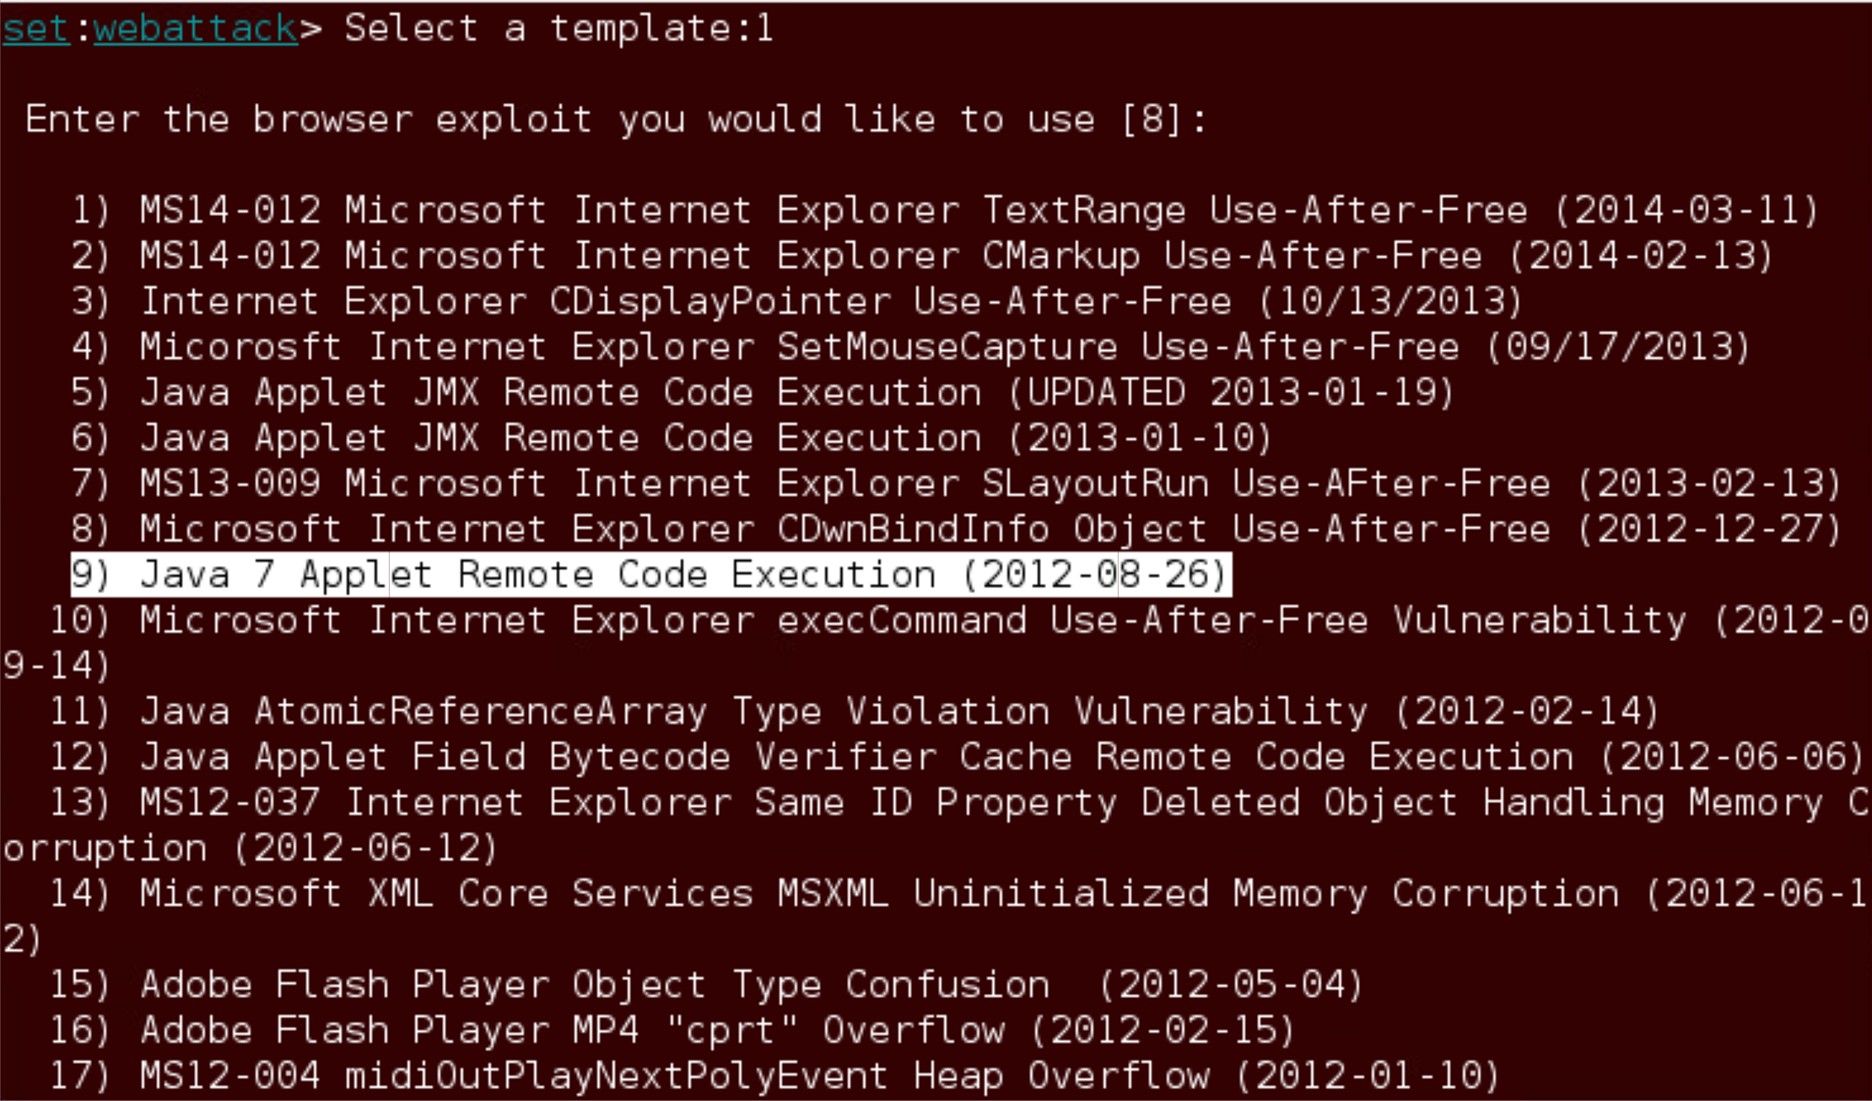 set:webattack> Select a template:1
Enter the browser exploit you would like to use [8]:
1) MS14-012 Microsoft Internet Explorer TextRange Use-After-Free (2014-03-11)
2) MS14-012 Microsoft Internet Explorer CMarkup Use-After-Free (2014-02-13)
3) Internet Explorer CDisplayPointer Use-After-Free (10/13/2013)
4) Micorosft Internet Explorer SetMouseCapture Use-After-Free (09/17/2013)
5) Java Applet JMX Remote Code Execution (UPDATED 2013-01-19)
6) Java Applet JMX Remote Code Execution (2013-01-10)
7) MS13-009 Microsoft Internet Explorer SLayoutRun Use-AFter-Free (2013-02-13)
8) Microsoft Internet Explorer CDwnBindInfo Object Use-After-Free (2012-12-27)
9) Java 7 Applet Remote Code Execution (2012-08-26)
10) Microsoft Internet Explorer execCommand Use-After-Free Vulnerability (2012-0
9-14)
11) Java AtomicReferenceArray Type Violation Vulnerability (2012-02-14)
12) Java Applet Field Bytecode Verifier Cache Remote Code Execution (2012-06-06)
13) MS12-037 Internet Explorer Same ID Property Deleted Object Handling Memory C
orruption (2012-06-12)
14) Microsoft XML Core Services MSXML Uninitialized Memory Corruption (2012-06-1
2)
15) Adobe Flash Player Object Type Confusion  (2012-05-04)
16) Adobe Flash Player MP4 "cprt" Overflow (2012-02-15)
17) MS12-004 midiOutPlayNextPolyEvent Heap Overflow (2012-01-10)